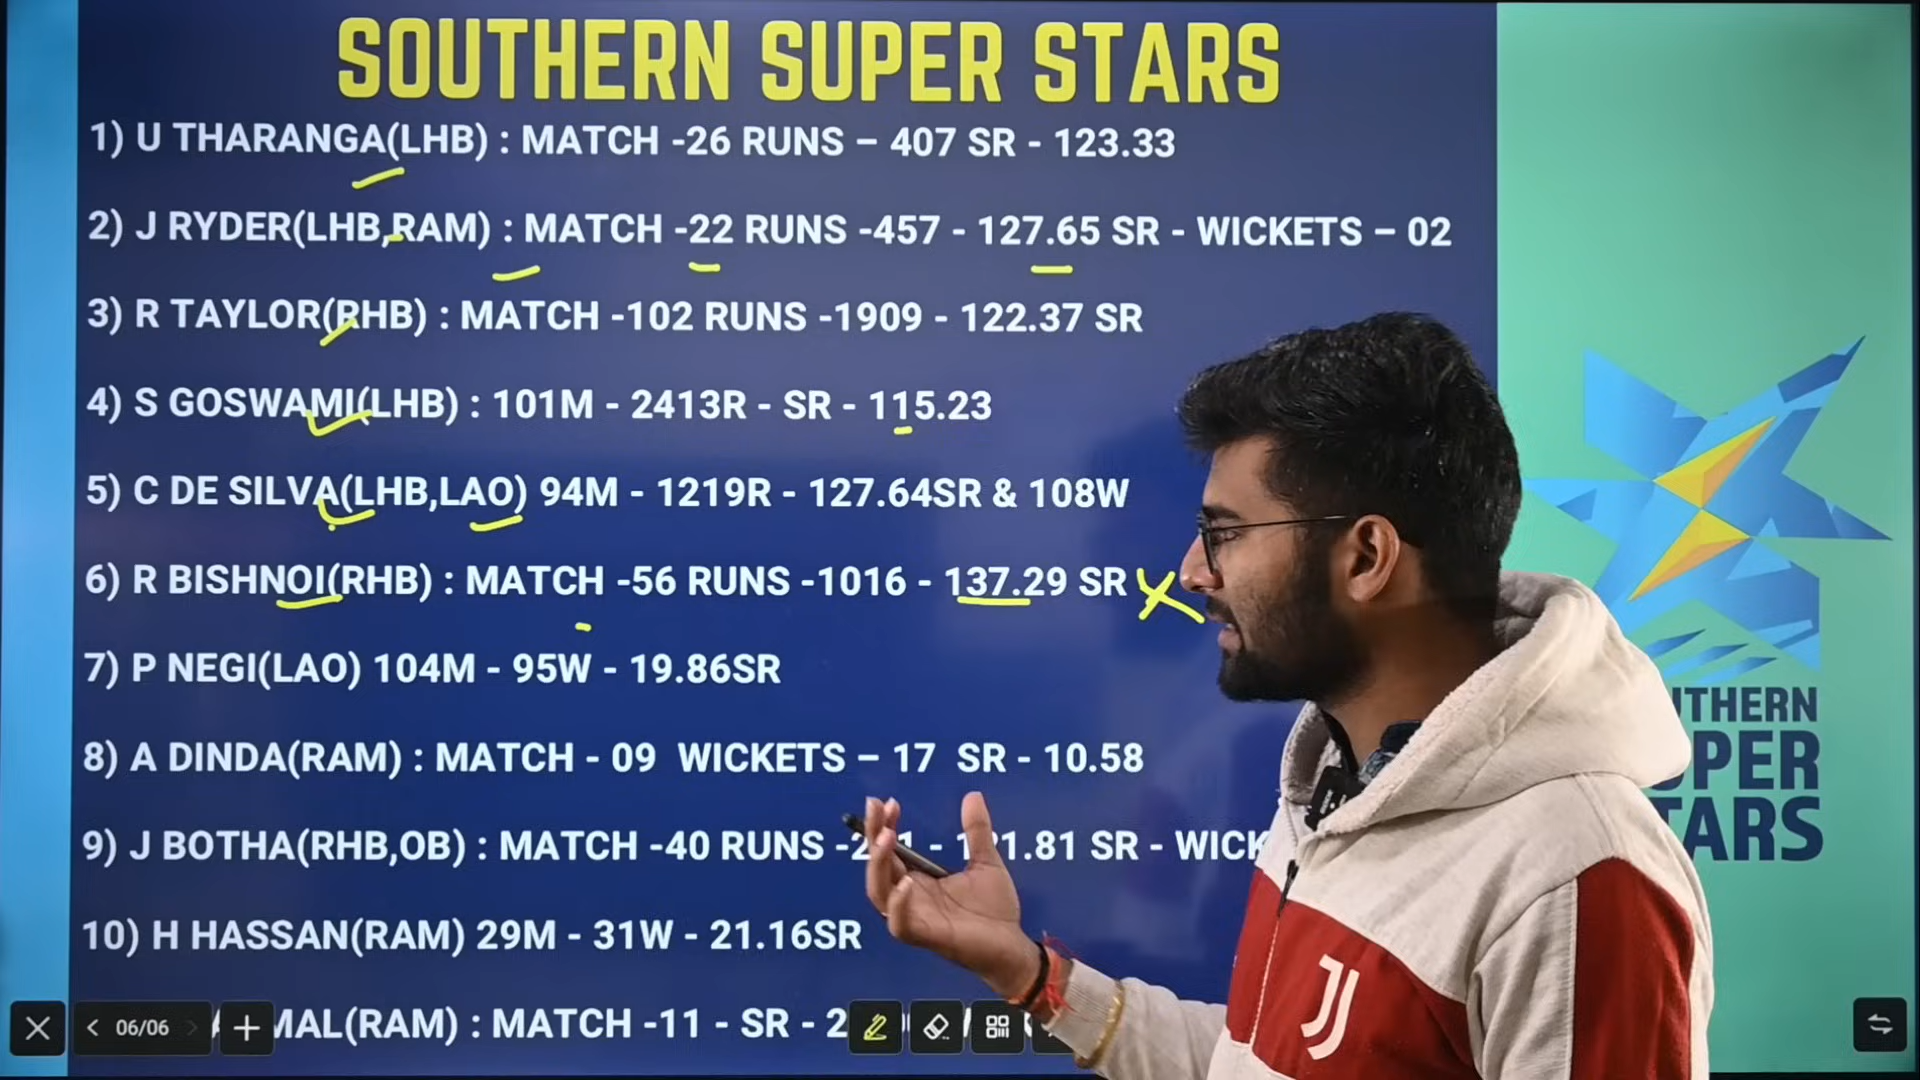 SOUTHERN SUPER STARS
1) U THARANGA(LHB) : MATCH -26 RUNS – 407 SR - 123.33
2) J RYDER(LHB,RAM) : MATCH -22 RUNS -457 - 127.65 SR - WICKETS – 02
3) R TAYLOR(RHB) : MATCH -102 RUNS -1909 - 122.37 SR
4) S GOSWAMI(LHB) : 101M - 2413R - SR - 115.23
5) C DE SILVA(LHB,LAO) 94M - 1219R - 127.64SR & 108W
6) R BISHNOI(RHB) : MATCH -56 RUNS -1016 - 137.29 SR
7) P NEGI(LAO) 104M - 95W - 19.86SR
8) A DINDA(RAM) : MATCH - 09 WICKETS – 17 SR - 10.58
9) J BOTHA(RHB,OB) : MATCH -40 RUNS - SR -
10) H HASSAN(RAM) 29M - 31W - 21.16SR
(RAM) : MATCH -11 - SR -
06/06
STARS